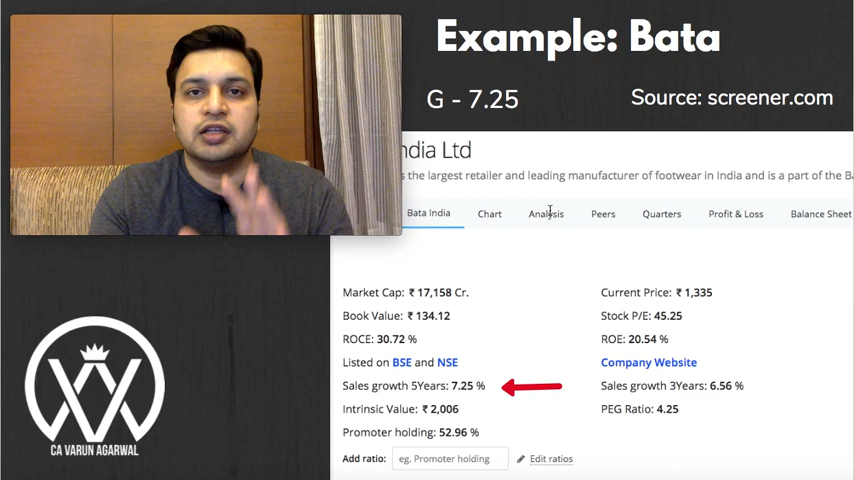 Example: Bata
G - 7.25
Source: screener.com
ndia Ltd
s the largest retailer and leading manufacturer of footwear in India and is a part of the Ba
Bata India Chart Analysis Peers Quarters Profit & Loss Balance Sheet
Market Cap: ₹ 17,158 Cr. Current Price: ₹ 1,335
Book Value: ₹ 134.12 Stock P/E: 45.25
ROCE: 30.72 % ROE: 20.54 %
Listed on BSE and NSE Company Website
Sales growth 5Years: 7.25 % Sales growth 3Years: 6.56 %
Intrinsic Value: ₹ 2,006 PEG Ratio: 4.25
Promoter holding: 52.96 %
Add ratio: eg. Promoter holding Edit ratios
CA VARUN AGARWAL